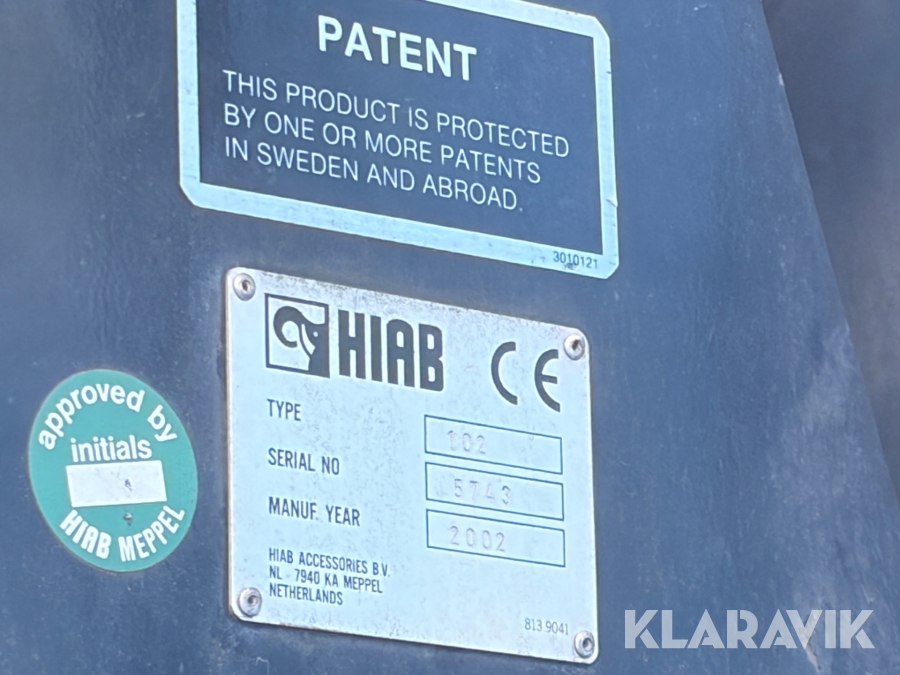 PATENT
THIS PRODUCT IS PROTECTED
BY ONE OR MORE PATENTS
IN SWEDEN AND ABROAD.
3010121
HIAB CE
TYPE 102
SERIAL NO 5743
MANUF. YEAR 2002
HIAB ACCESSORIES B.V.
NL - 7940 KA MEPPEL
NETHERLANDS
813 9041
approved by
initials
HIAB MEPPEL
KLARAVIK